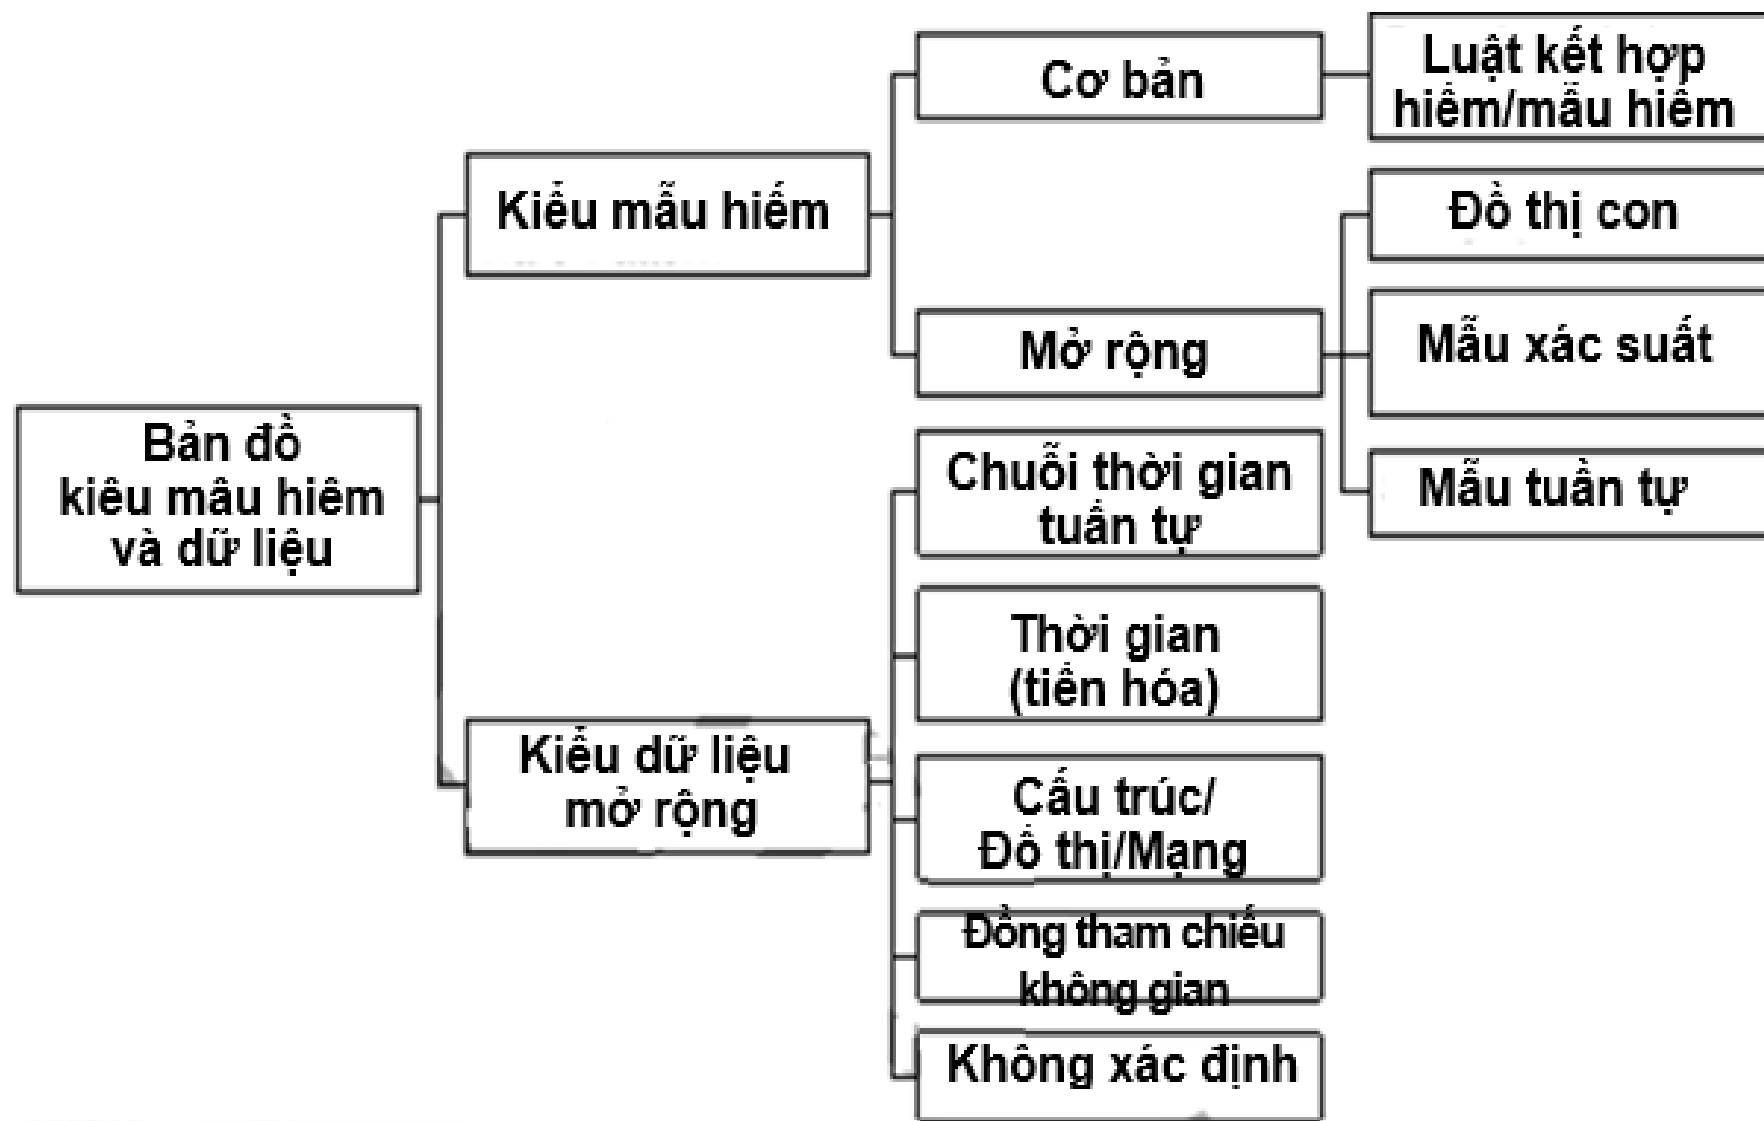 Bản đồ
kiểu mẫu hiếm
và dữ liệu
Kiểu mẫu hiếm
Cơ bản
Luật kết hợp
hiếm/mẫu hiếm
Mở rộng
Đồ thị con
Mẫu xác suất
Mẫu tuần tự
Kiểu dữ liệu
mở rộng
Chuỗi thời gian
tuần tự
Thời gian
(tiến hóa)
Cấu trúc/
Đồ thị/Mạng
Đồng tham chiếu
không gian
Không xác định